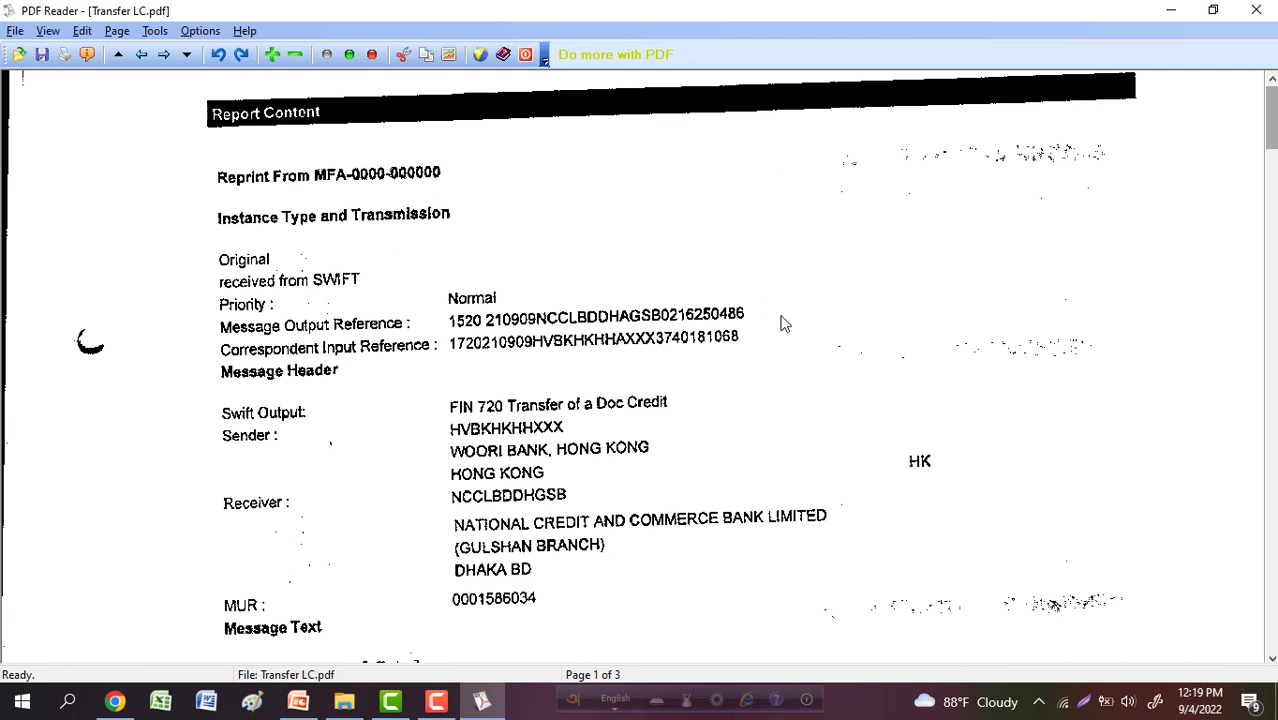 PDF Reader - [Transfer LC.pdf]
File View Edit Page Tools Options Help
Do more with PDF
Report Content
Reprint From MFA-0000-000000
Instance Type and Transmission
Original
received from SWIFT
Priority : Normal
Message Output Reference : 1520 210909NCCLBDDHAGSB0216250486
Correspondent Input Reference : 1720210909HVBKHKHHAXXX3740181068
Message Header
Swift Output: FIN 720 Transfer of a Doc Credit
Sender : HVBKHKHHXXX
WOORI BANK, HONG KONG
HONG KONG HK
Receiver : NCCLBDDHGSB
NATIONAL CREDIT AND COMMERCE BANK LIMITED
(GULSHAN BRANCH)
DHAKA BD
MUR : 0001586034
Message Text
Ready. File: Transfer LC.pdf Page 1 of 3
English
88°F Cloudy
12:19 PM
9/4/2022